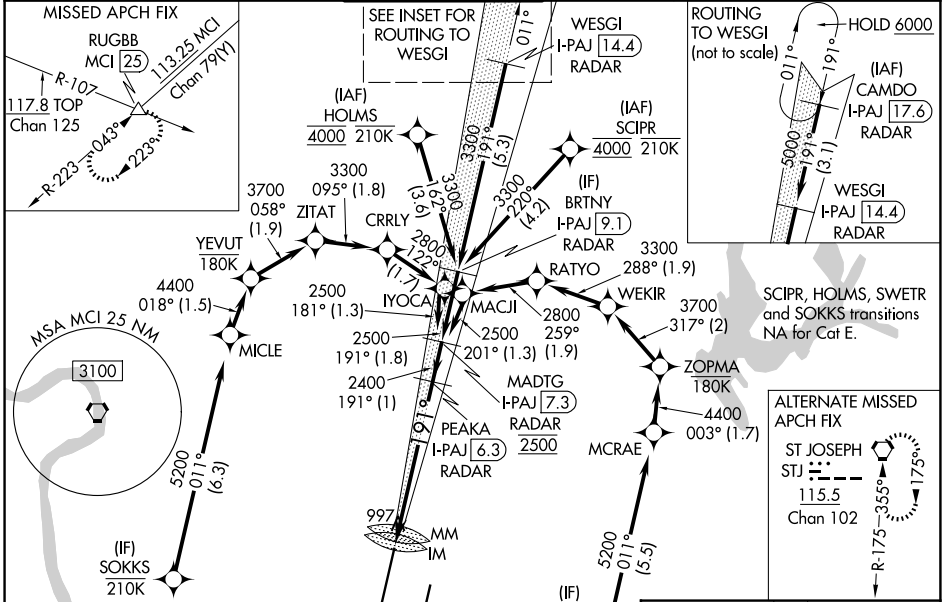 MISSED APCH FIX
RUGBB
MCI 25
113.25 MCI
Chan 79(Y)
R-107
117.8 TOP
Chan 125
R-223
043°
223°
SEE INSET FOR
ROUTING TO
WESGI
011°
WESGI
I-PAJ 14.4
RADAR
ROUTING
TO WESGI
(not to scale)
HOLD 6000
011°
191°
(IAF)
CAMDO
I-PAJ 17.6
RADAR
5000
191°
(3.1)
WESGI
I-PAJ 14.4
RADAR
(IAF)
HOLMS
4000 210K
3300
191°
(5.3)
(IAF)
SCIPR
4000 210K
3300
162°
(3.6)
3300
220°
(4.2)
(IF)
BRTNY
I-PAJ 9.1
RADAR
3300
095° (1.8)
3700
058°
(1.9)
ZITAT
CRRLY
YEVUT
180K
2800
122°
(1.7)
4400
018° (1.5)
RATYO
3300
288° (1.9)
IYOCA
MACJI
WEKIR
2500
181° (1.3)
2800
259°
(1.9)
3700
317° (2)
SCIPR, HOLMS, SWETR
and SOKKS transitions
NA for Cat E.
MICLE
2500
191° (1.8)
2500
201° (1.3)
MSA MCI 25 NM
3100
2400
191° (1)
MADTG
I-PAJ 7.3
RADAR
2500
ZOPMA
180K
191°
PEAKA
I-PAJ 6.3
RADAR
MCRAE
4400
003° (1.7)
ALTERNATE MISSED
APCH FIX
ST JOSEPH
STJ
115.5
Chan 102
175°
355°
R-175
5200
011°
(6.3)
997
MM
IM
(IF)
SOKKS
210K
5200
011°
(5.5)
(IF)